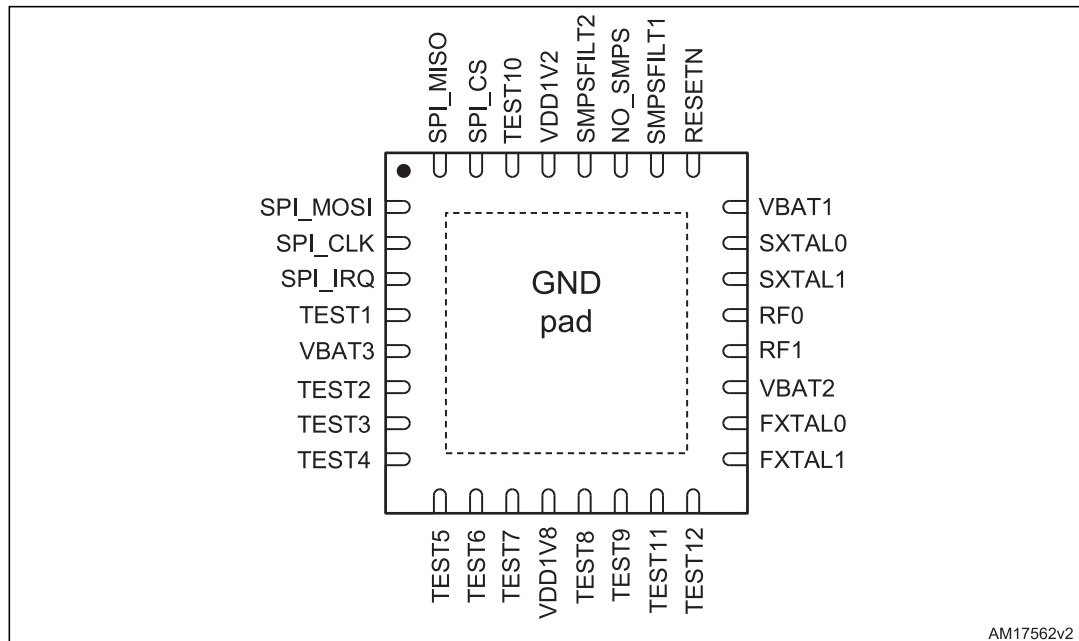 SPI_MISO
SPI_CS
TEST10
VDD1V2
SMPSFILT2
NO_SMPS
SMPSFILT1
RESETN
SPI_MOSI
SPI_CLK
SPI_IRQ
TEST1
VBAT3
TEST2
TEST3
TEST4
GND
pad
VBAT1
SXTAL0
SXTAL1
RF0
RF1
VBAT2
FXTAL0
FXTAL1
TEST5
TEST6
TEST7
VDD1V8
TEST8
TEST9
TEST11
TEST12
AM17562v2